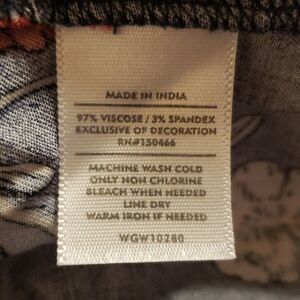 MADE IN INDIA
97% VISCOSE / 3% SPANDEX
EXCLUSIVE OF DECORATION
RN#150466
MACHINE WASH COLD
ONLY NON CHLORINE
BLEACH WHEN NEEDED
LINE DRY
WARM IRON IF NEEDED
WGW10280